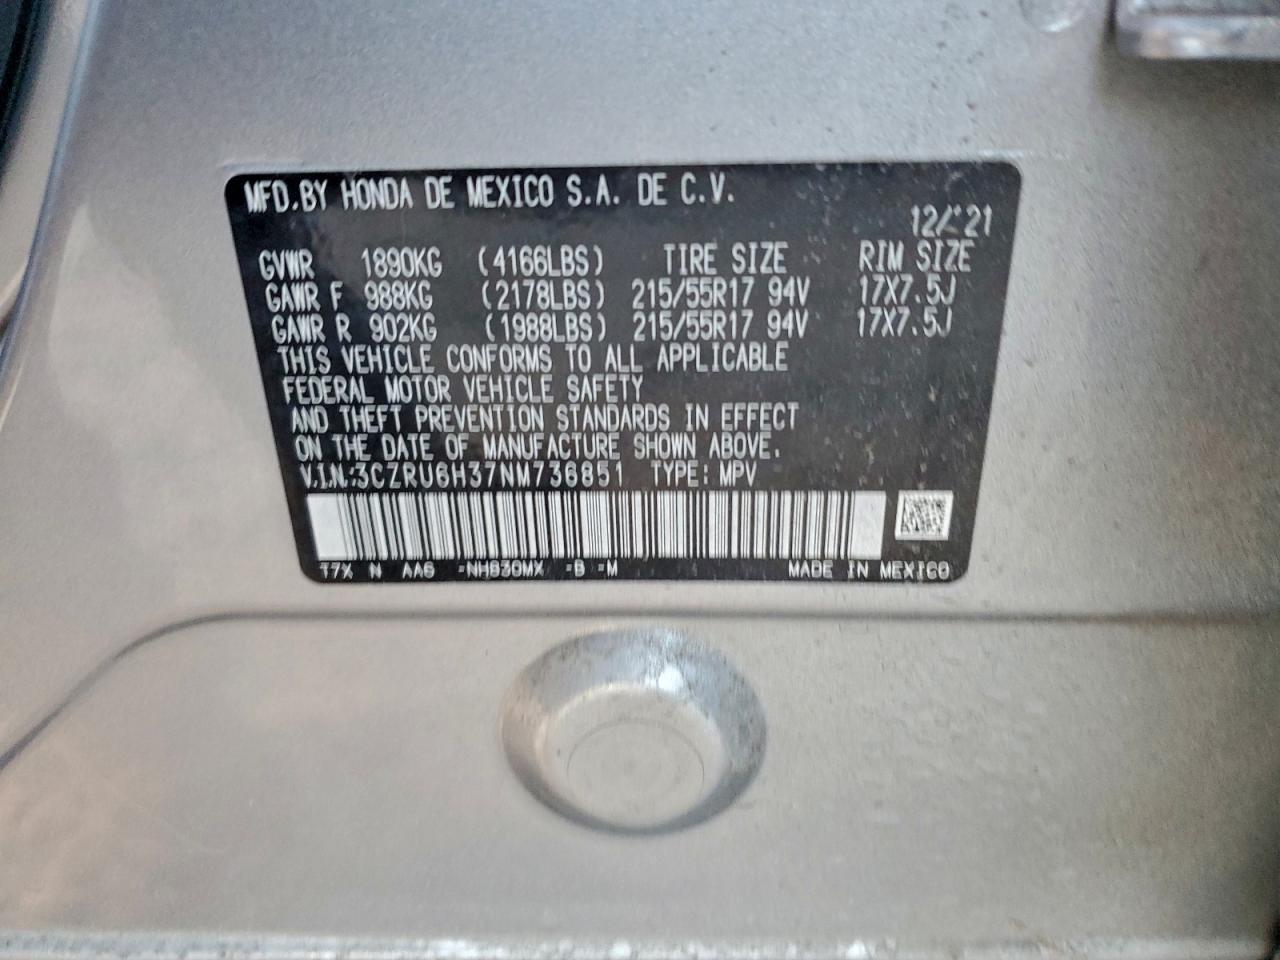 MFD.BY HONDA DE MEXICO S.A. DE C.V.
12/'21
GVWR 1890KG (4166LBS) TIRE SIZE RIM SIZE
GAWR F 988KG (2178LBS) 215/55R17 94V 17X7.5J
GAWR R 902KG (1988LBS) 215/55R17 94V 17X7.5J
THIS VEHICLE CONFORMS TO ALL APPLICABLE
FEDERAL MOTOR VEHICLE SAFETY
AND THEFT PREVENTION STANDARDS IN EFFECT
ON THE DATE OF MANUFACTURE SHOWN ABOVE.
V.I.N.:3CZRU6H37NM736851 TYPE: MPV
T7X N AA6 -NH830MX -B -M MADE IN MEXICO